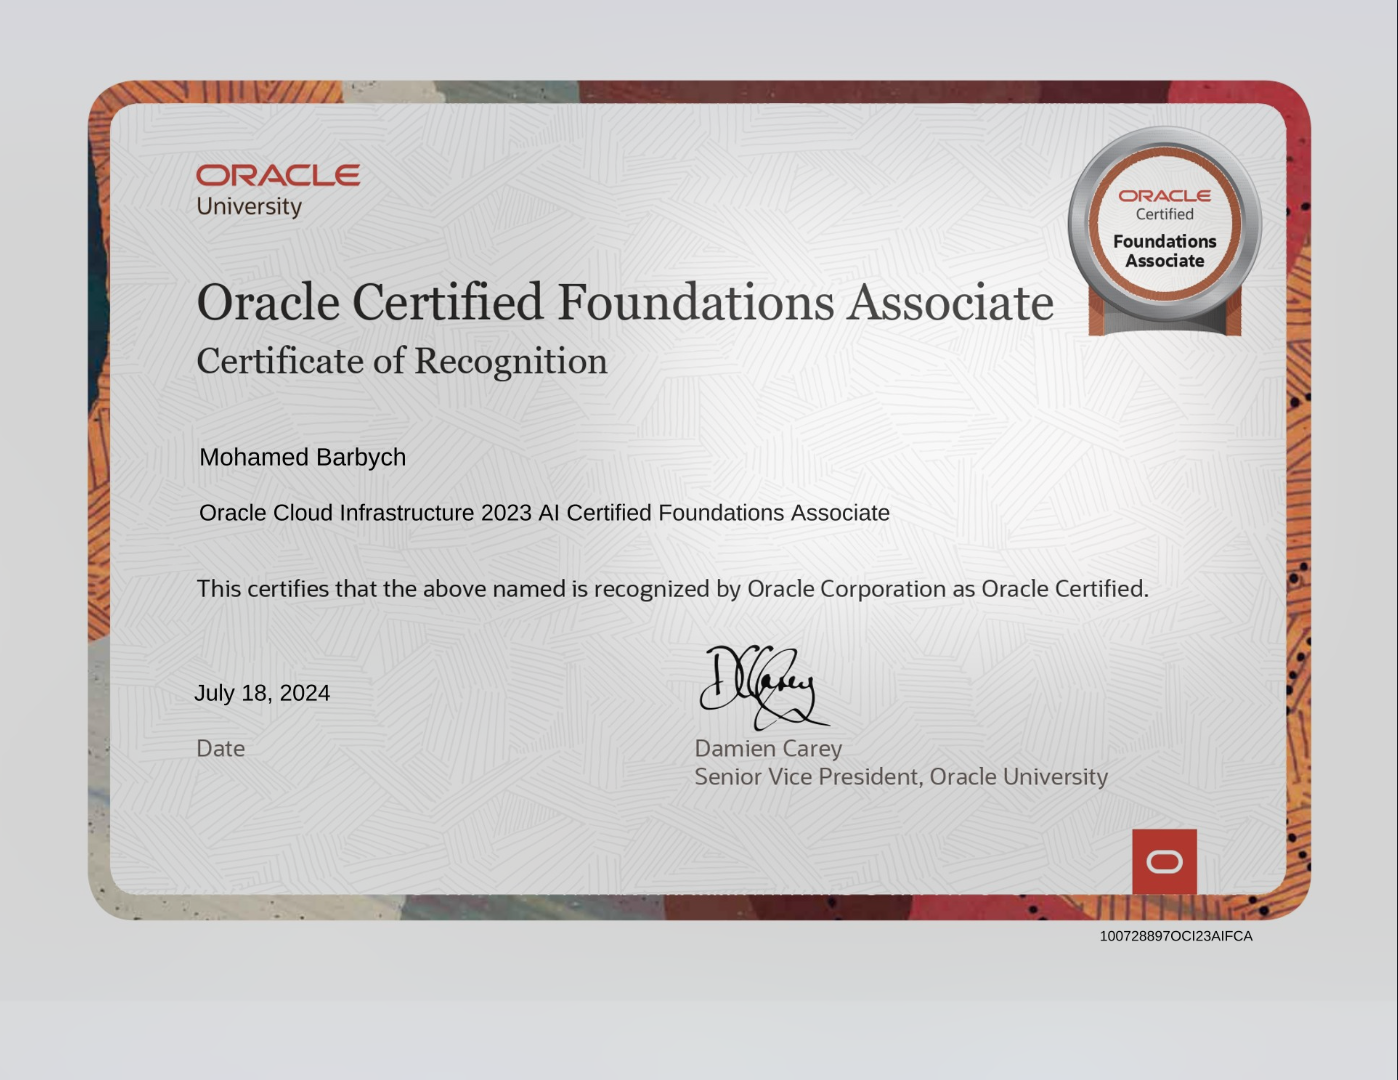 ORACLE
University
ORACLE
Certified
Foundations
Associate
Oracle Certified Foundations Associate
Certificate of Recognition
Mohamed Barbych
Oracle Cloud Infrastructure 2023 AI Certified Foundations Associate
This certifies that the above named is recognized by Oracle Corporation as Oracle Certified.
July 18, 2024
DCarey
Date
Damien Carey
Senior Vice President, Oracle University
100728897OCI23AIFCA